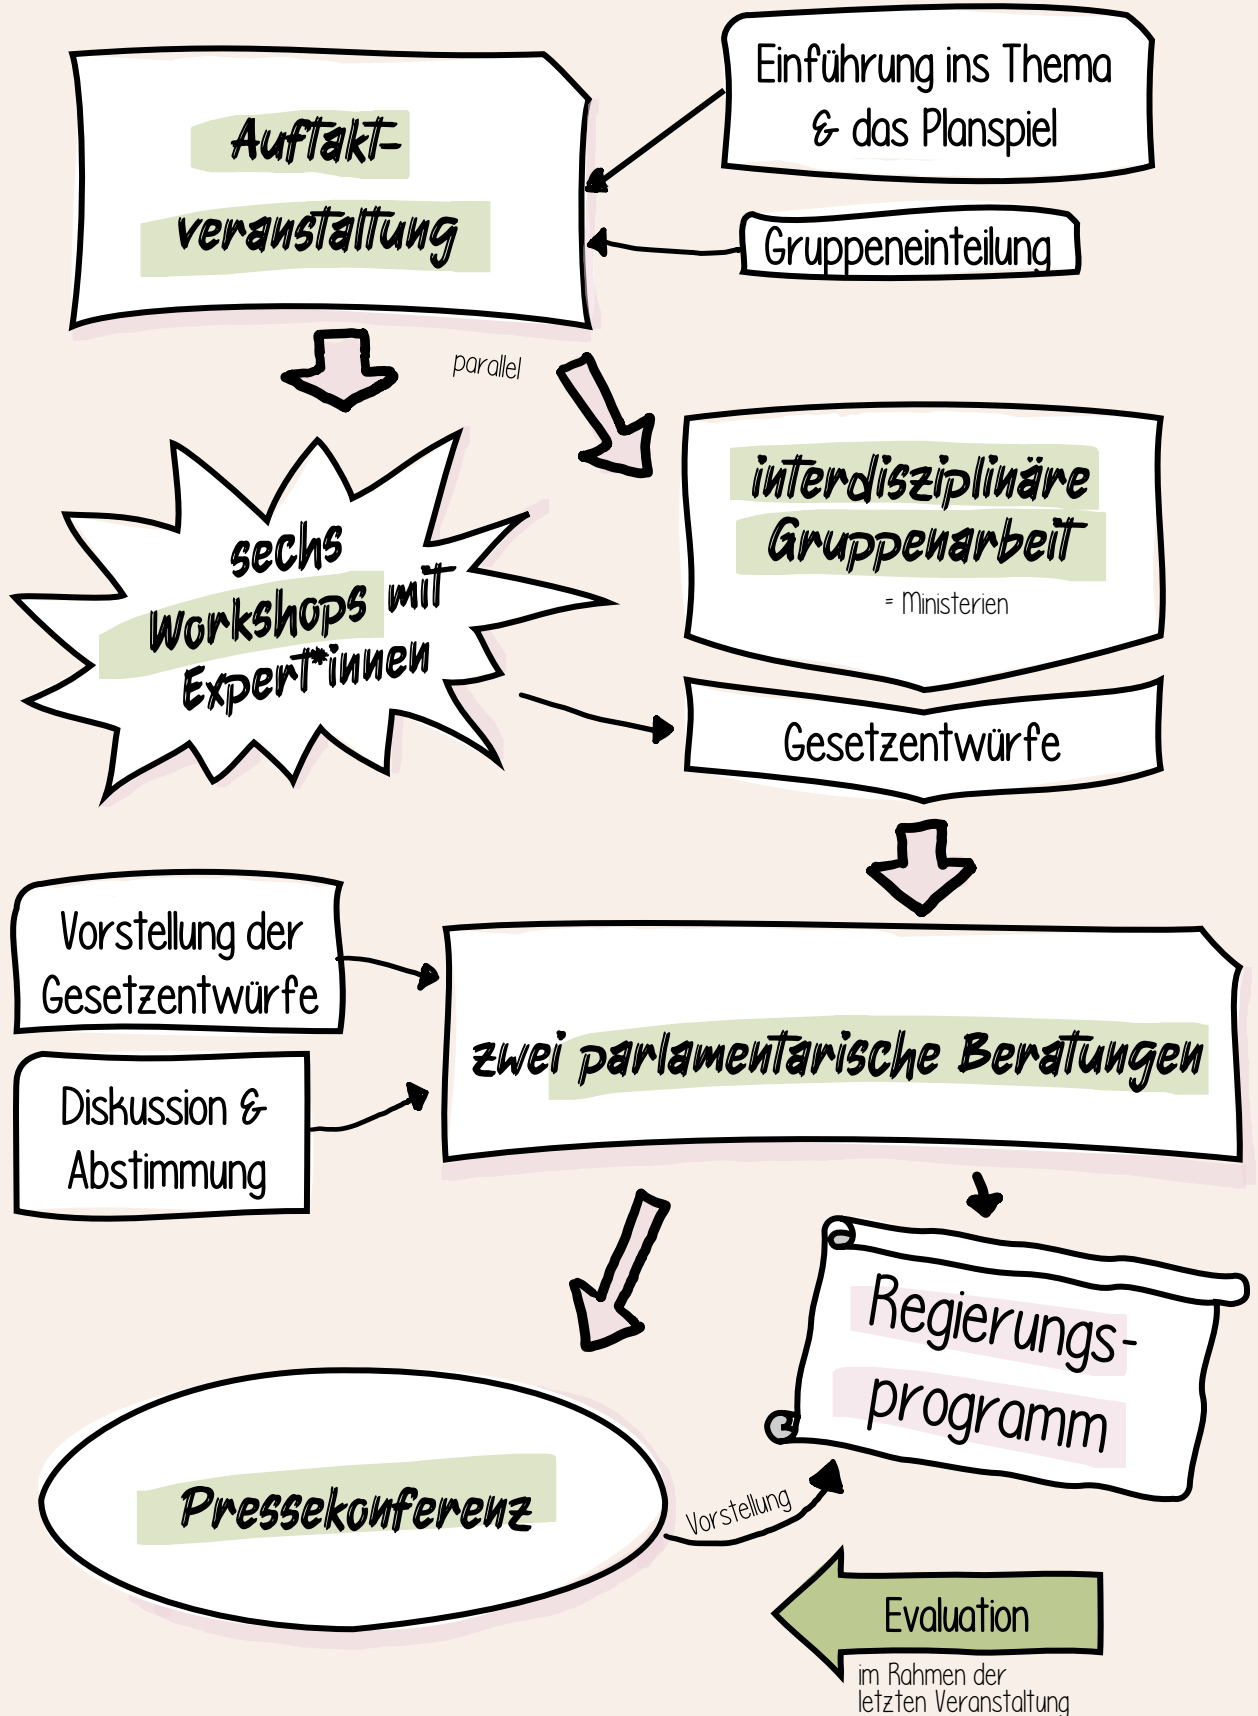 Auftakt-
veranstaltung
Einführung ins Thema
& das Planspiel
Gruppeneinteilung
parallel
sechs
Workshops mit
Expert*innen
interdisziplinäre
Gruppenarbeit
= Ministerien
Gesetzentwürfe
Vorstellung der
Gesetzentwürfe
Diskussion &
Abstimmung
zwei parlamentarische Beratungen
Regierungs-
programm
Pressekonferenz
Vorstellung
Evaluation
im Rahmen der
letzten Veranstaltung